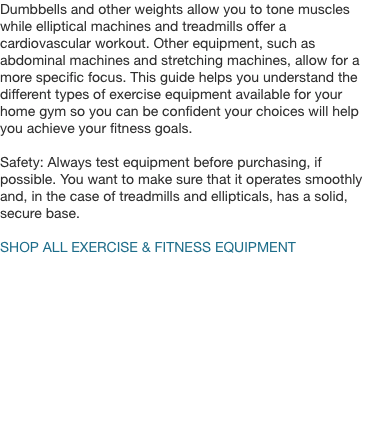 Dumbbells and other weights allow you to tone muscles
while elliptical machines and treadmills offer a
cardiovascular workout. Other equipment, such as
abdominal machines and stretching machines, allow for a
more specific focus. This guide helps you understand the
different types of exercise equipment available for your
home gym so you can be confident your choices will help
you achieve your fitness goals.

Safety: Always test equipment before purchasing, if
possible. You want to make sure that it operates smoothly
and, in the case of treadmills and ellipticals, has a solid,
secure base.

SHOP ALL EXERCISE & FITNESS EQUIPMENT